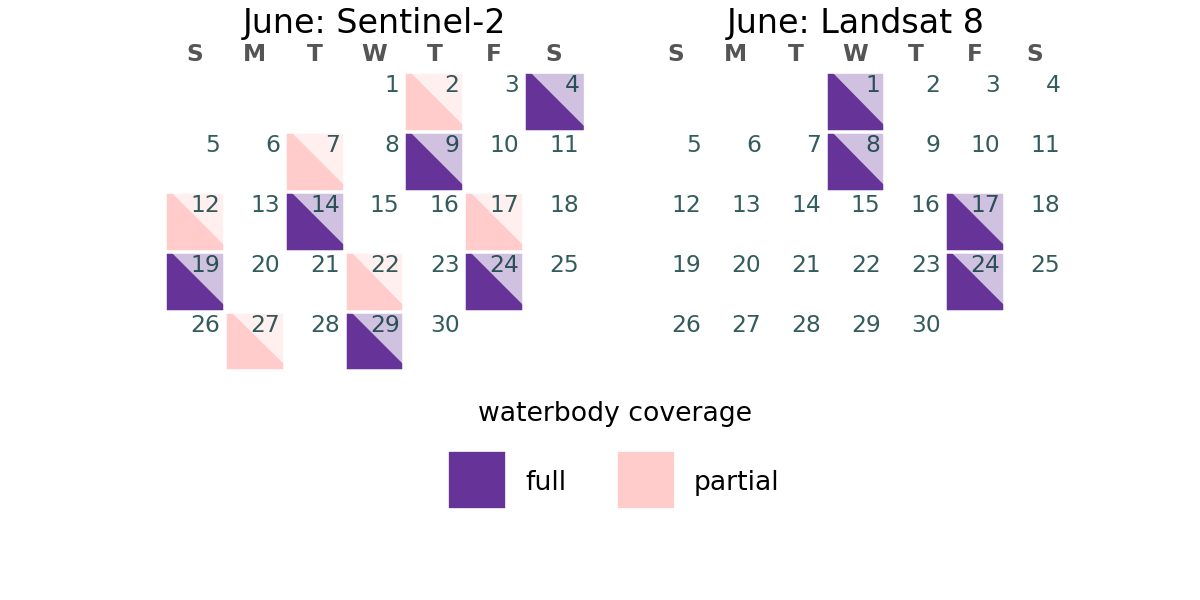 June: Sentinel-2
S M T W T F S
1 2 3 4
5 6 7 8 9 10 11
12 13 14 15 16 17 18
19 20 21 22 23 24 25
26 27 28 29 30
June: Landsat 8
S M T W T F S
1 2 3 4
5 6 7 8 9 10 11
12 13 14 15 16 17 18
19 20 21 22 23 24 25
26 27 28 29 30
waterbody coverage
full partial